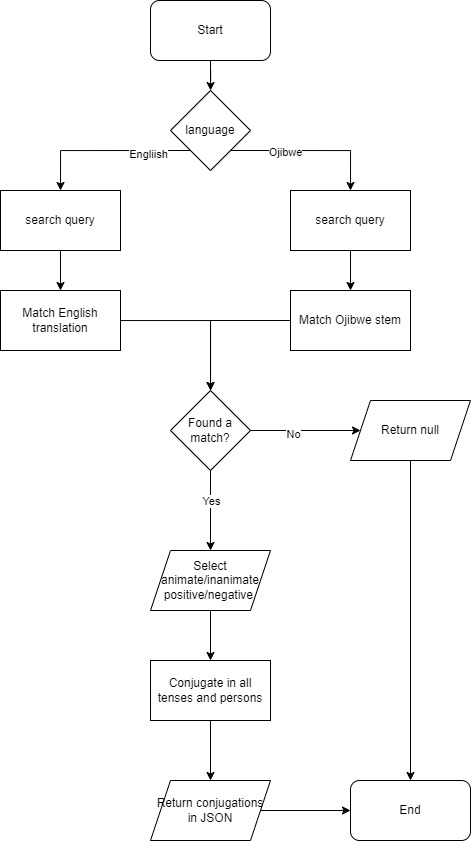 Start
language
Engliish
Ojibwe
search query
search query
Match English
translation
Match Ojibwe stem
Found a
match?
No
Return null
Yes
Select
animate/inanimate
positive/negative
Conjugate in all
tenses and persons
Return conjugations
in JSON
End